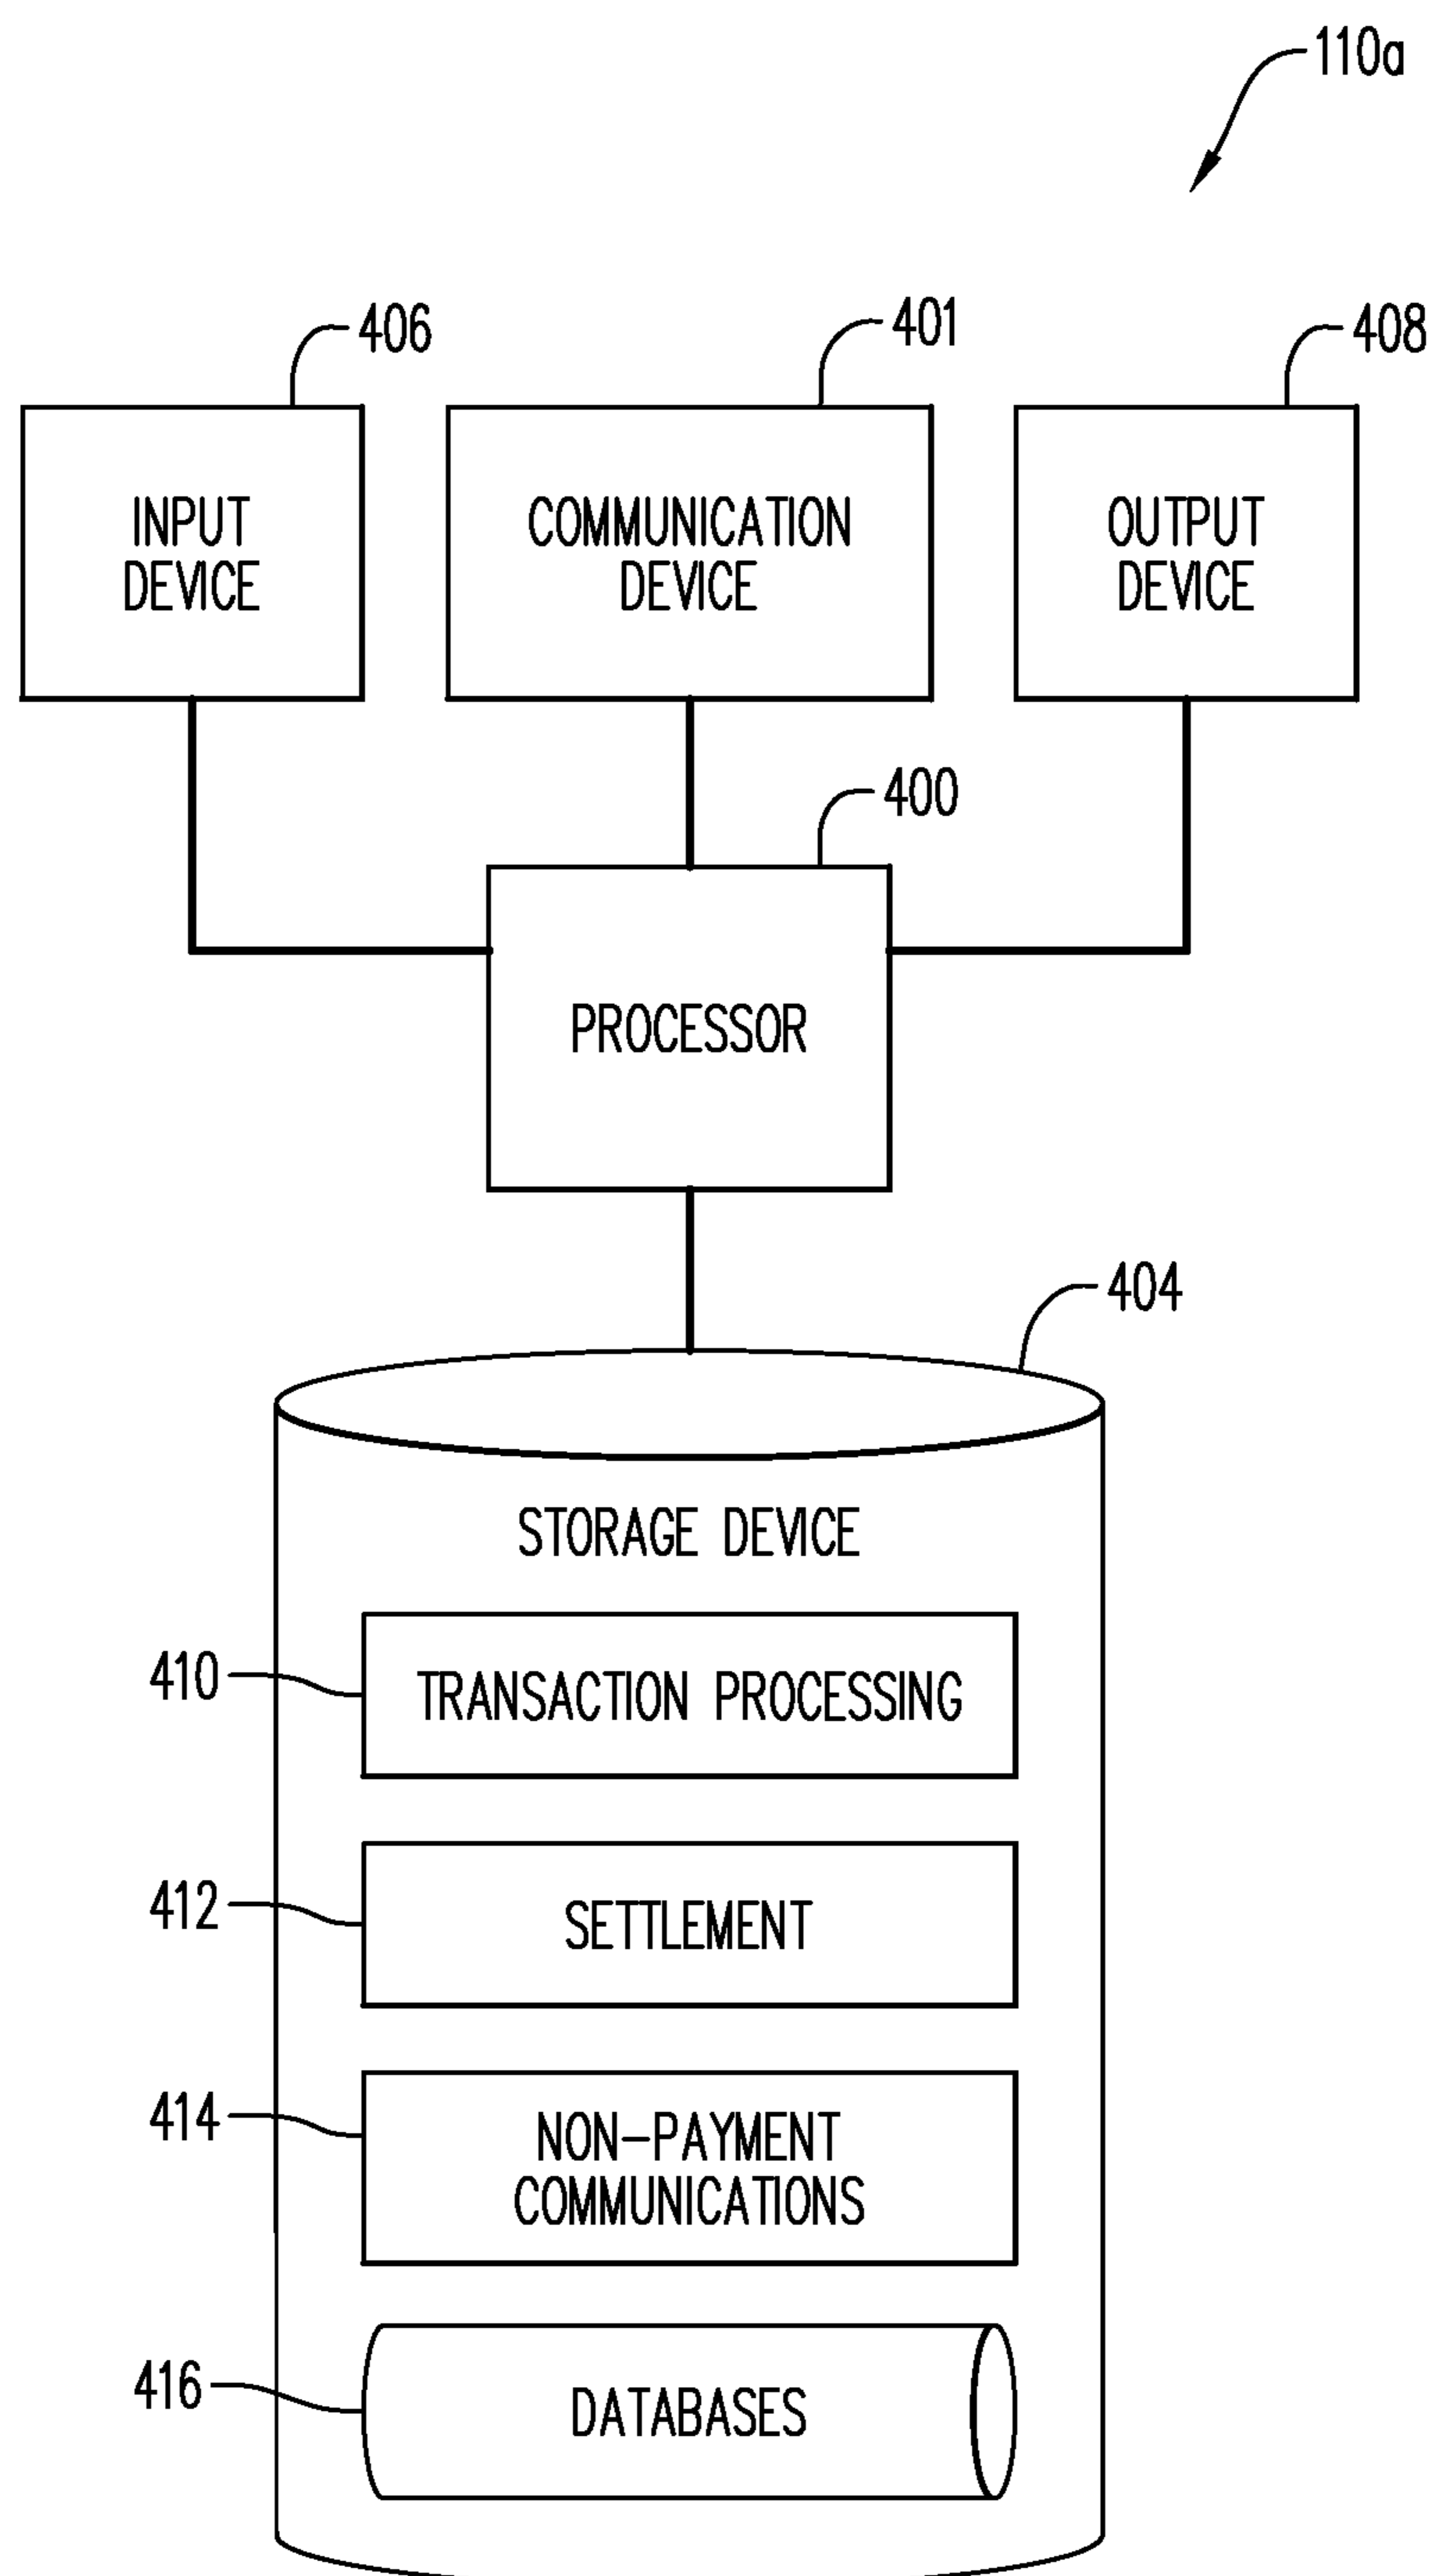 110a
406
401
408
INPUT
DEVICE
COMMUNICATION
DEVICE
OUTPUT
DEVICE
400
PROCESSOR
404
STORAGE DEVICE
410
TRANSACTION PROCESSING
412
SETTLEMENT
414
NON-PAYMENT
COMMUNICATIONS
416
DATABASES